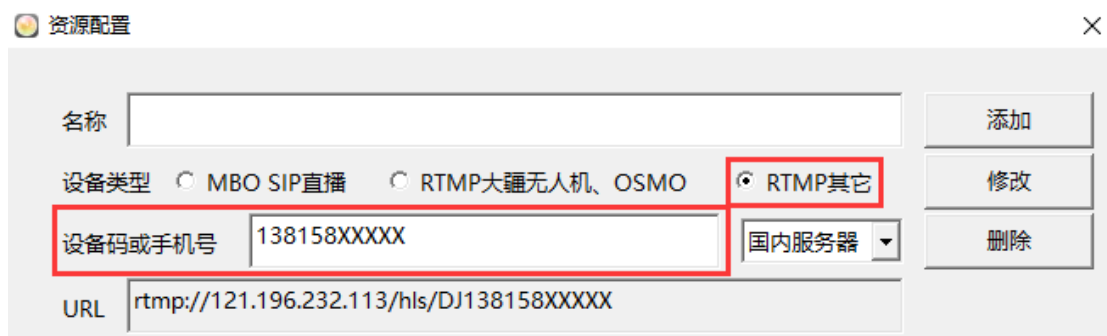 资源配置
名称 添加
设备类型 MBO SIP直播 RTMP大疆无人机、OSMO RTMP其它 修改
设备码或手机号 138158XXXXX 国内服务器 删除
URL rtmp://121.196.232.113/hls/DJ138158XXXXX